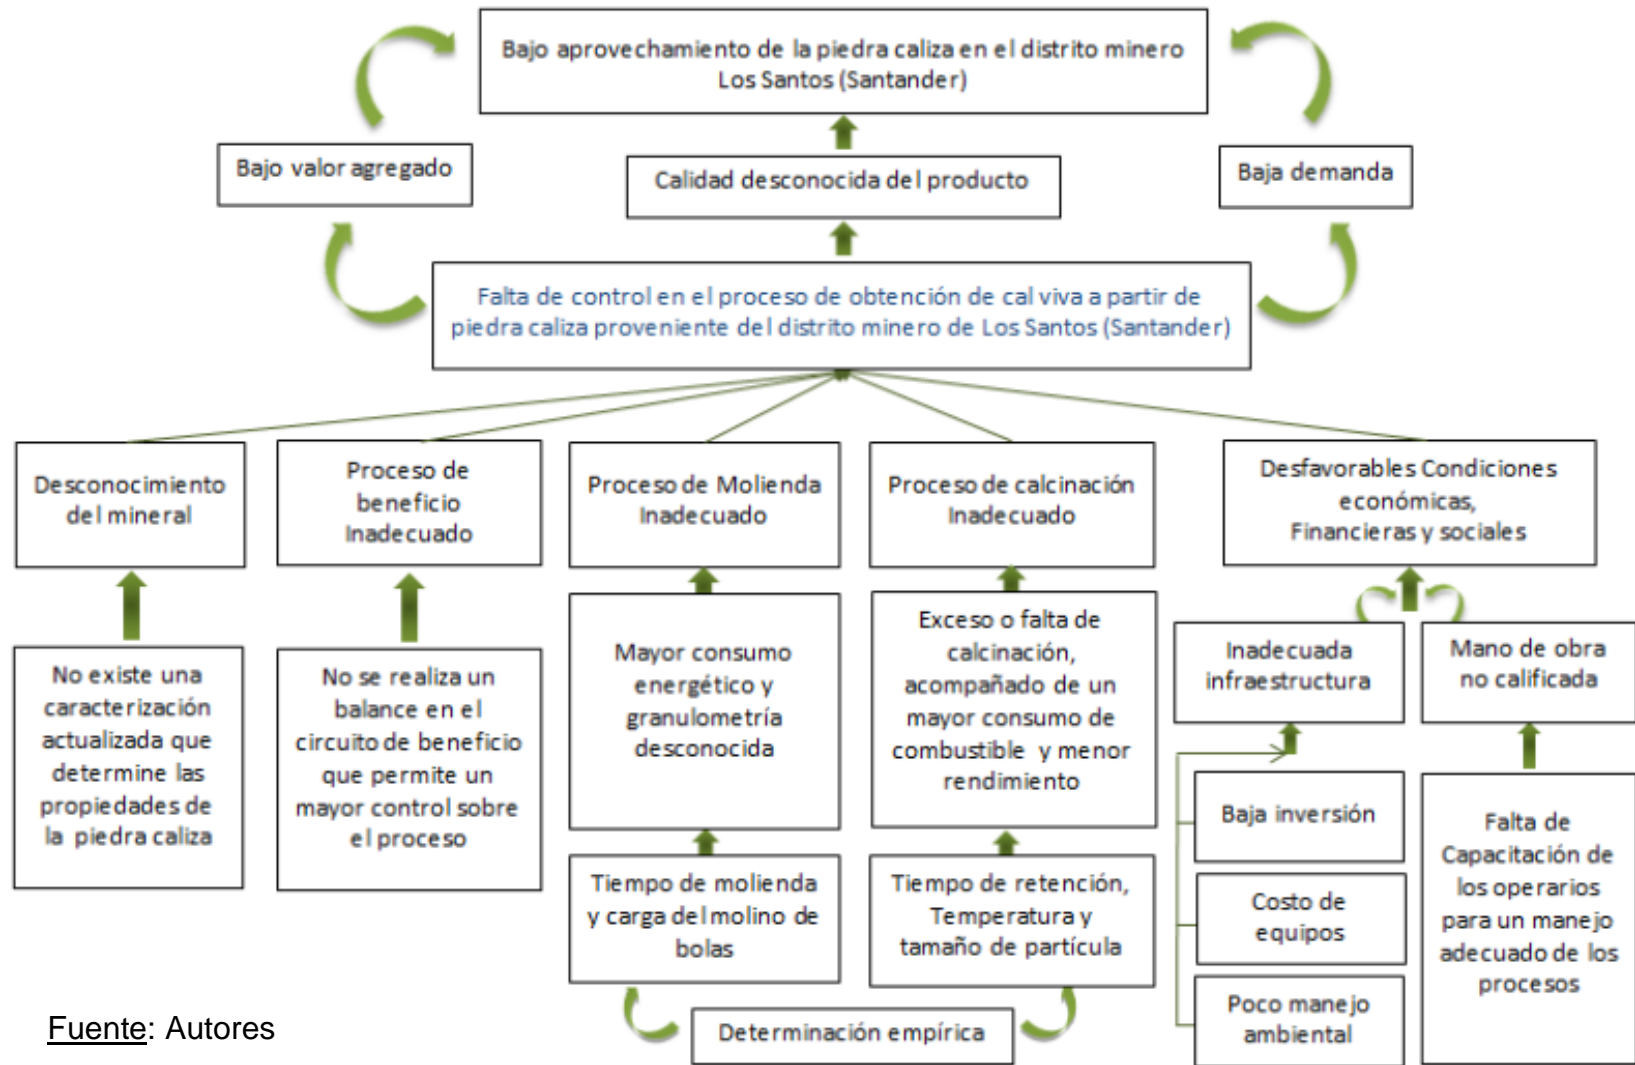 Bajo aprovechamiento de la piedra caliza en el distrito minero
Los Santos (Santander)
Bajo valor agregado
Calidad desconocida del producto
Baja demanda
Falta de control en el proceso de obtención de cal viva a partir de
piedra caliza proveniente del distrito minero de Los Santos (Santander)
Desconocimiento
del mineral
Proceso de
beneficio
Inadecuado
Proceso de Molienda
Inadecuado
Proceso de calcinación
Inadecuado
Desfavorables Condiciones
económicas,
Financieras y sociales
No existe una
caracterización
actualizada que
determine las
propiedades de
la piedra caliza
No se realiza un
balance en el
circuito de beneficio
que permite un
mayor control sobre
el proceso
Mayor consumo
energético y
granulometría
desconocida
Exceso o falta de
calcinación,
acompañado de un
mayor consumo de
combustible y menor
rendimiento
Inadecuada
infraestructura
Mano de obra
no calificada
Tiempo de molienda
y carga del molino de
bolas
Tiempo de retención,
Temperatura y
tamaño de partícula
Baja inversión
Costo de
equipos
Poco manejo
ambiental
Falta de
Capacitación de
los operarios
para un manejo
adecuado de los
procesos
Determinación empírica
Fuente: Autores